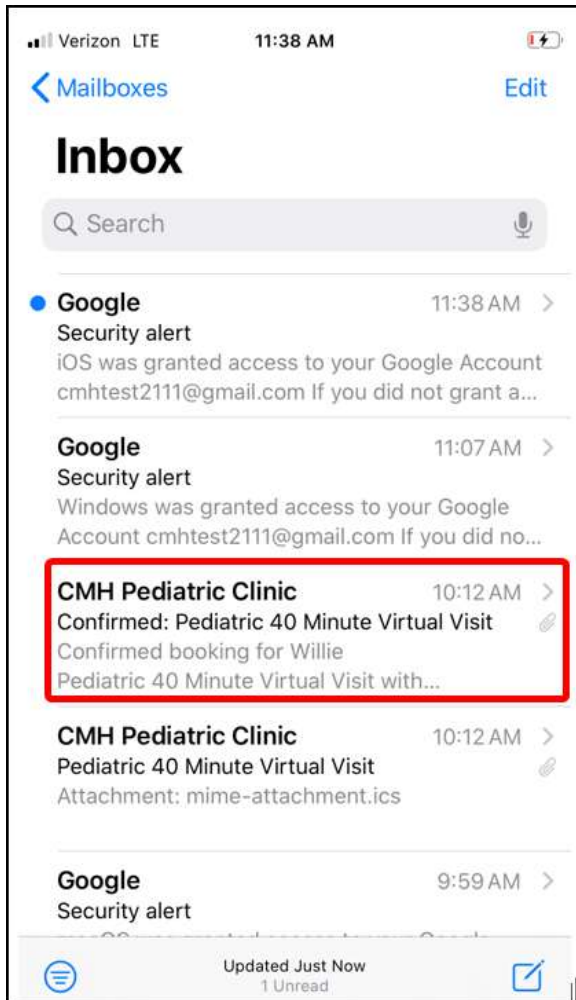 Verizon LTE 11:38 AM
Mailboxes Edit
Inbox
Search
Google 11:38 AM
Security alert
iOS was granted access to your Google Account
cmhtest2111@gmail.com If you did not grant a...
Google 11:07 AM
Security alert
Windows was granted access to your Google
Account cmhtest2111@gmail.com If you did no...
CMH Pediatric Clinic 10:12 AM
Confirmed: Pediatric 40 Minute Virtual Visit
Confirmed booking for Willie
Pediatric 40 Minute Virtual Visit with...
CMH Pediatric Clinic 10:12 AM
Pediatric 40 Minute Virtual Visit
Attachment: mime-attachment.ics
Google 9:59 AM
Security alert
Updated Just Now
1 Unread